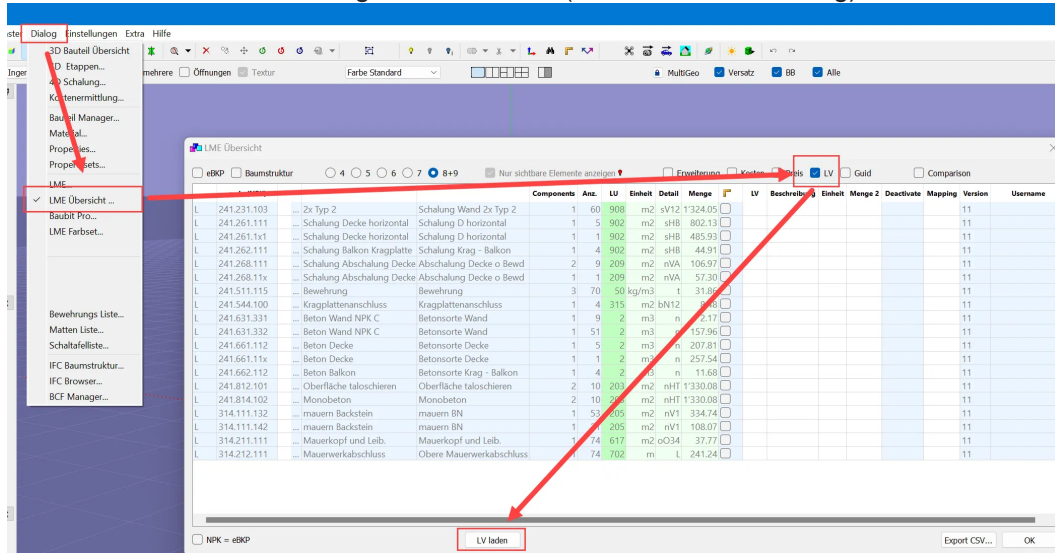 Dialog Einstellungen Extra Hilfe
mehrere Öffnungen Textur Farbe Standard MultiGeo Versatz BB Alle
3D Bauteil Übersicht
Kostenermittlung...
Bauteil Manager...
Material...
Properties...
Propertysets...
LME...
LME Übersicht ...
Baubit Pro...
LME Farbset...
Bewehrungs Liste...
Matten Liste...
Schaltafelliste...
IFC Baumstruktur...
IFC Browser...
BCF Manager...
LME Übersicht
eBKP Baumstruktur 4 5 6 7 8+9 Nur sichtbare Elemente anzeigen Erweiterung Kosten Preis LV Guid Comparison
Components Anz. LU Einheit Detail Menge LV Beschreibung Einheit Menge 2 Deactivate Mapping Version Username
L 241.231.103 ... 2x Typ 2 Schalung Wand 2x Typ 2 1 60 908 m2 sV12 1'324.05 11
L 241.261.111 ... Schalung Decke horizontal Schalung D horizontal 1 5 902 m2 sHB 802.13 11
L 241.261.1x1 ... Schalung Decke horizontal Schalung D horizontal 1 1 902 m2 sHB 485.93 11
L 241.262.111 ... Schalung Balkon Kragplatte Schalung Krag - Balkon 1 4 902 m2 sHB 44.91 11
L 241.268.111 ... Schalung Abschalung Decke Abschalung Decke o Bewd 2 9 209 m2 nVA 106.97 11
L 241.268.11x ... Schalung Abschalung Decke Abschalung Decke o Bewd 1 1 209 m2 nVA 57.30 11
L 241.511.115 ... Bewehrung Bewehrung 3 70 50 kg/m3 t 31.86 11
L 241.544.100 ... Kragplattenanschluss Kragplattenanschluss 1 4 315 m2 bN12 11
L 241.631.331 ... Beton Wand NPK C Betonsorte Wand 1 9 2 m3 n 2.17 11
L 241.631.332 ... Beton Wand NPK C Betonsorte Wand 1 51 2 m3 157.96 11
L 241.661.112 ... Beton Decke Betonsorte Decke 1 5 2 m3 n 207.81 11
L 241.661.11x ... Beton Decke Betonsorte Decke 1 1 2 m3 n 257.54 11
L 241.662.112 ... Beton Balkon Betonsorte Krag - Balkon 1 4 2 n 11.68 11
L 241.812.101 ... Oberfläche taloschieren Oberfläche taloschieren 2 10 203 m2 nHT 1'330.08 11
L 241.814.102 ... Monobeton Monobeton 2 10 m2 nHT 1'330.08 11
L 314.111.132 ... mauern Backstein mauern BN 1 53 205 m2 nV1 334.74 11
L 314.111.142 ... mauern Backstein mauern BN 1 205 m2 nV1 108.07 11
L 314.211.111 ... Mauerkopf und Leib. Mauerkopf und Leib. 74 617 m2 oO34 37.77 11
L 314.212.111 ... Mauerwerkabschluss Obere Mauerwerkabschluss 74 702 m L 241.24 11
NPK = eBKP LV laden Export CSV... OK